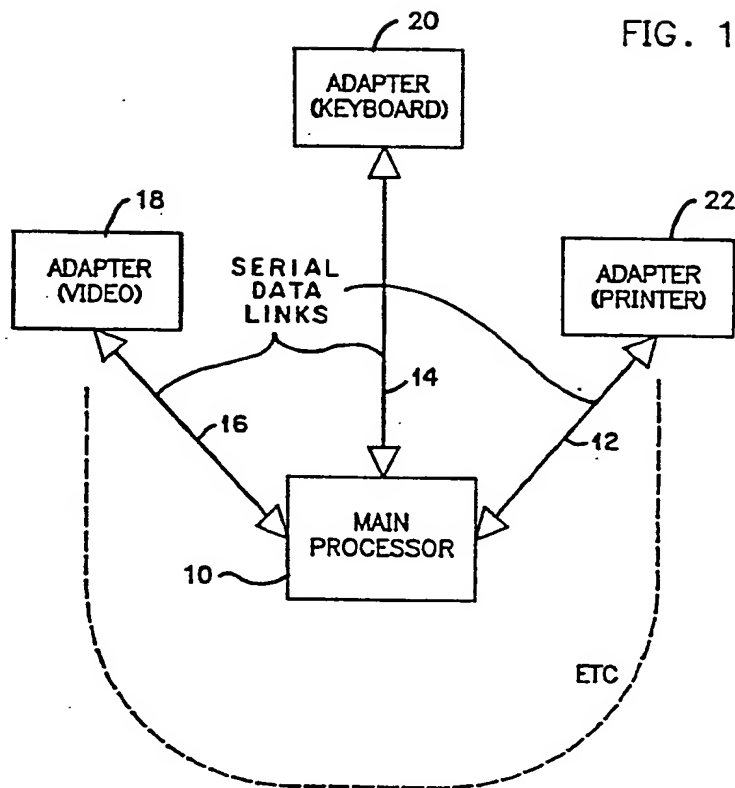 FIG. 1
20
ADAPTER
(KEYBOARD)
18
ADAPTER
(VIDEO)
22
ADAPTER
(PRINTER)
SERIAL
DATA
LINKS
14
16
12
MAIN
PROCESSOR
10
ETC